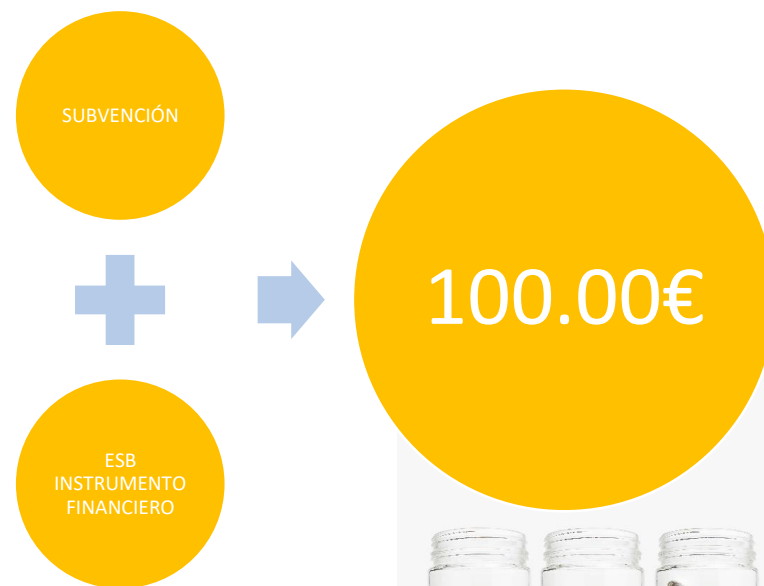 SUBVENCIÓN
100.00€
ESB
INSTRUMENTO
FINANCIERO